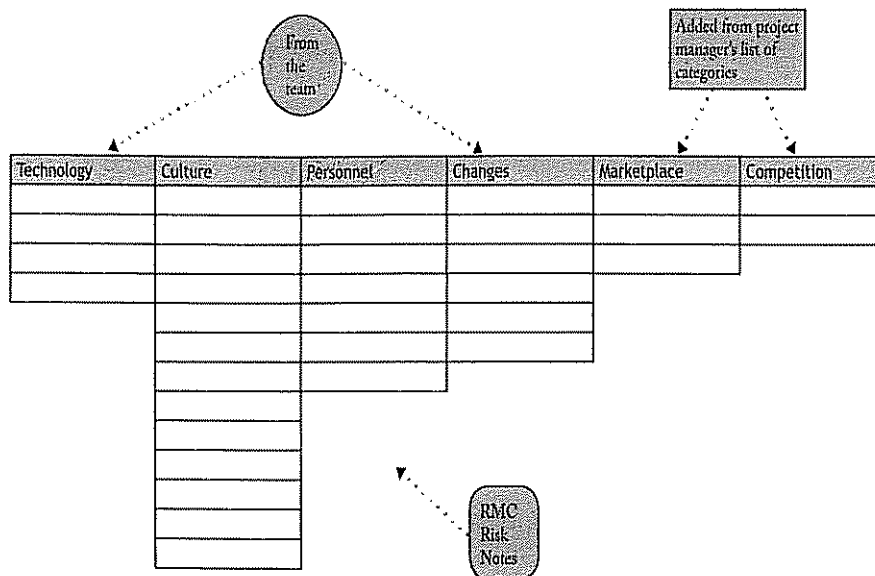 From
the
team
Added from project
manager's list of
categories
Technology
Culture
Personnel
Changes
Marketplace
Competition
RMC
Risk
Notes